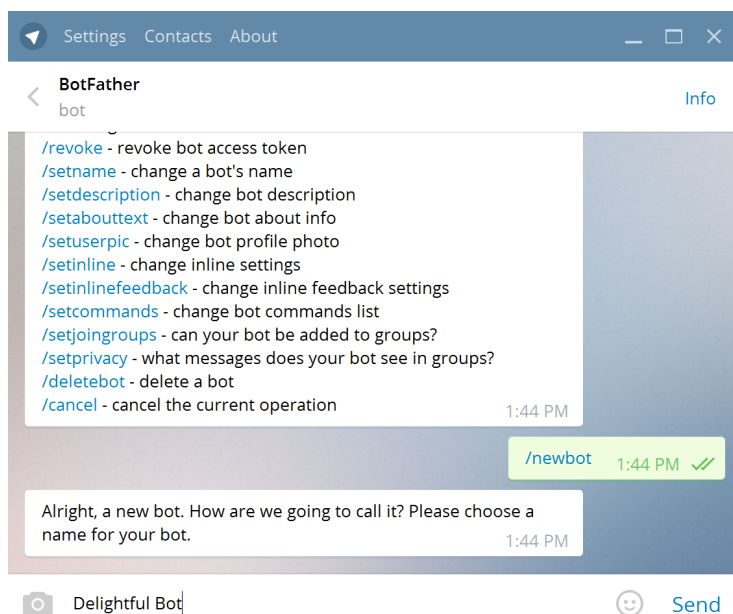 Settings Contacts About
BotFather
bot
Info
/revoke - revoke bot access token
/setname - change a bot's name
/setdescription - change bot description
/setabouttext - change bot about info
/setuserpic - change bot profile photo
/setinline - change inline settings
/setinlinefeedback - change inline feedback settings
/setcommands - change bot commands list
/setjoingroups - can your bot be added to groups?
/setprivacy - what messages does your bot see in groups?
/deletebot - delete a bot
/cancel - cancel the current operation
1:44 PM
/newbot 1:44 PM
Alright, a new bot. How are we going to call it? Please choose a
name for your bot.
1:44 PM
Delightful Bot
Send